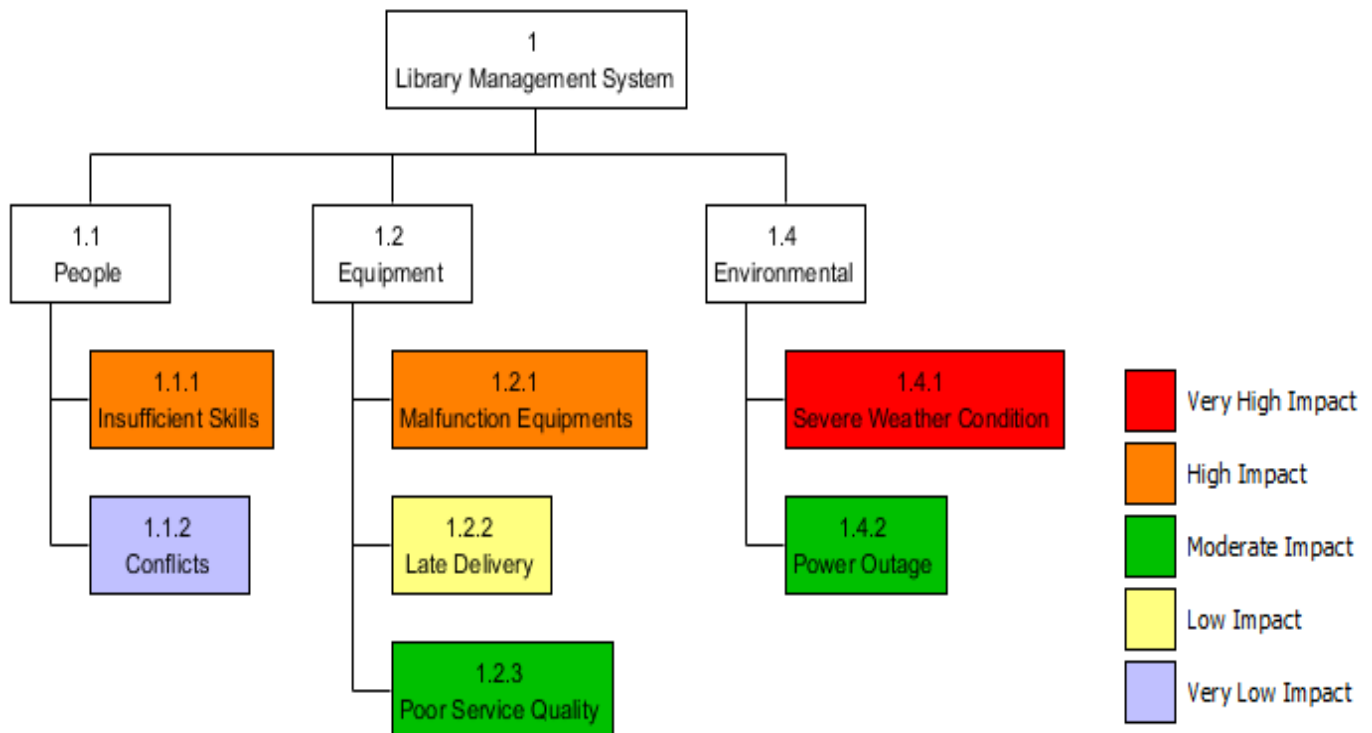 1
Library Management System
1.1
People
1.2
Equipment
1.4
Environmental
1.1.1
Insufficient Skills
1.2.1
Malfunction Equipments
1.4.1
Severe Weather Condition
1.1.2
Conflicts
1.2.2
Late Delivery
1.4.2
Power Outage
1.2.3
Poor Service Quality
Very High Impact
High Impact
Moderate Impact
Low Impact
Very Low Impact